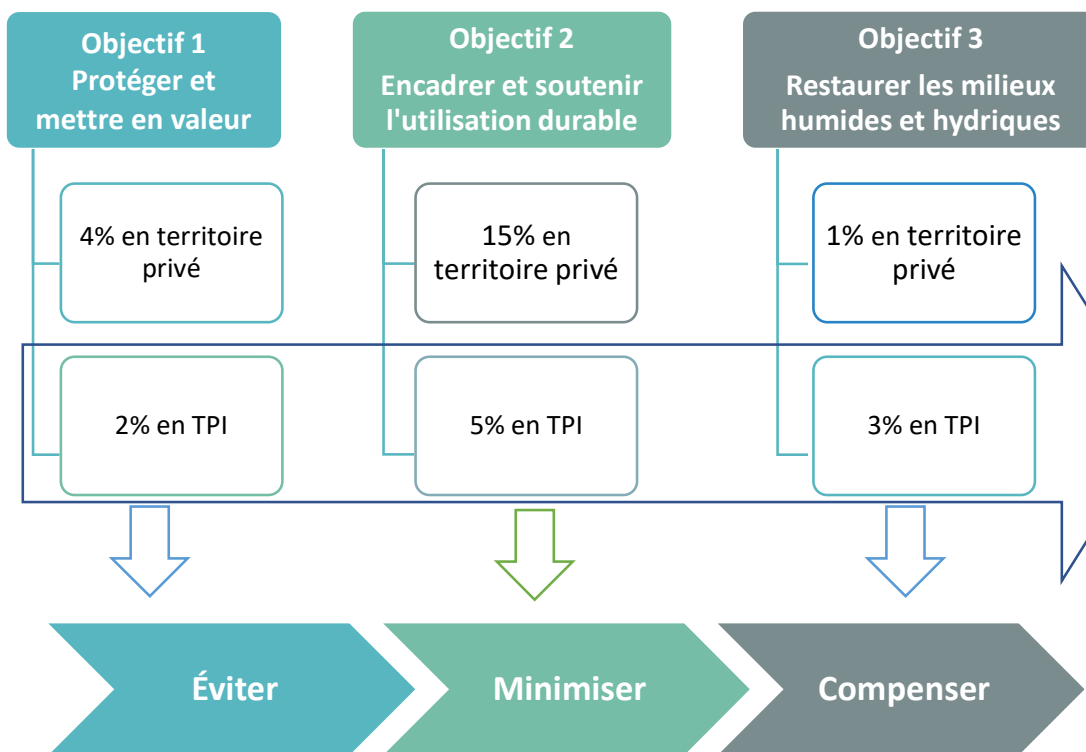 Objectif 1
Protéger et
mettre en valeur
4% en territoire
privé
2% en TPI
Objectif 2
Encadrer et soutenir
l'utilisation durable
15% en
territoire privé
5% en TPI
Objectif 3
Restaurer les milieux
humides et hydriques
1% en territoire
privé
3% en TPI
Éviter
Minimiser
Compenser